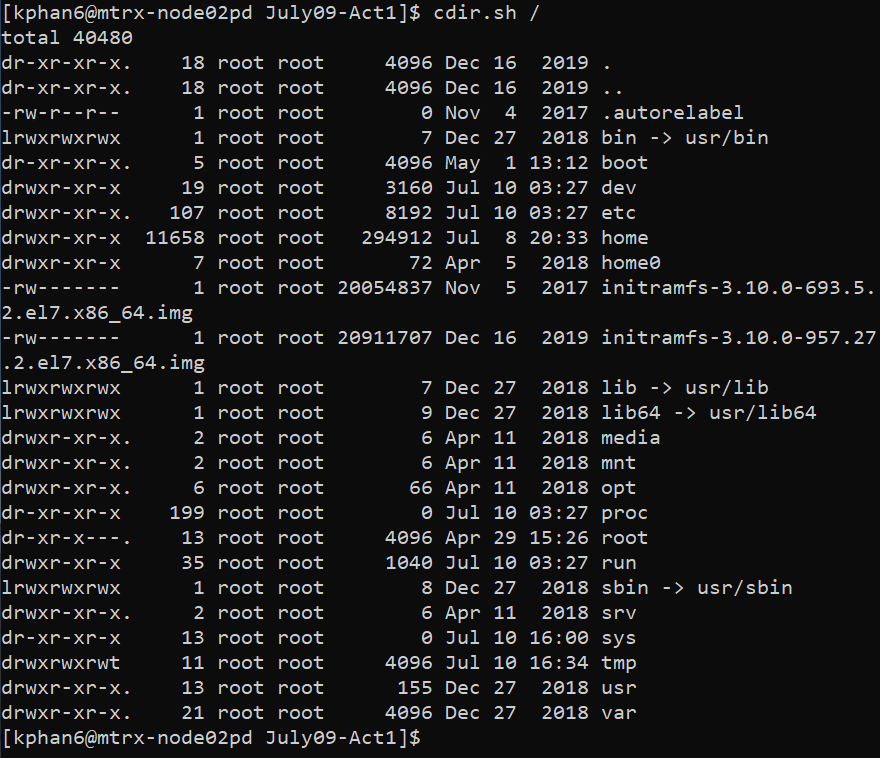 [kphan6@mtrx-node02pd July09-Act1]$ cdir.sh /
total 40480
dr-xr-xr-x.    18 root root     4096 Dec 16  2019 .
dr-xr-xr-x.    18 root root     4096 Dec 16  2019 ..
-rw-r--r--      1 root root        0 Nov  4  2017 .autorelabel
lrwxrwxrwx      1 root root        7 Dec 27  2018 bin -> usr/bin
dr-xr-xr-x.     5 root root     4096 May  1 13:12 boot
drwxr-xr-x     19 root root     3160 Jul 10 03:27 dev
drwxr-xr-x.   107 root root     8192 Jul 10 03:27 etc
drwxr-xr-x  11658 root root   294912 Jul  8 20:33 home
drwxr-xr-x      7 root root       72 Apr  5  2018 home0
-rw-------      1 root root 20054837 Nov  5  2017 initramfs-3.10.0-693.5.
2.el7.x86_64.img
-rw-------      1 root root 20911707 Dec 16  2019 initramfs-3.10.0-957.27
.2.el7.x86_64.img
lrwxrwxrwx      1 root root        7 Dec 27  2018 lib -> usr/lib
lrwxrwxrwx      1 root root        9 Dec 27  2018 lib64 -> usr/lib64
drwxr-xr-x.     2 root root        6 Apr 11  2018 media
drwxr-xr-x.     2 root root        6 Apr 11  2018 mnt
drwxr-xr-x.     6 root root       66 Apr 11  2018 opt
dr-xr-xr-x    199 root root        0 Jul 10 03:27 proc
dr-xr-x---.    13 root root     4096 Apr 29 15:26 root
drwxr-xr-x     35 root root     1040 Jul 10 03:27 run
lrwxrwxrwx      1 root root        8 Dec 27  2018 sbin -> usr/sbin
drwxr-xr-x.     2 root root        6 Apr 11  2018 srv
dr-xr-xr-x     13 root root        0 Jul 10 16:00 sys
drwxrwxrwt     11 root root     4096 Jul 10 16:34 tmp
drwxr-xr-x.    13 root root      155 Dec 27  2018 usr
drwxr-xr-x.    21 root root     4096 Dec 27  2018 var
[kphan6@mtrx-node02pd July09-Act1]$